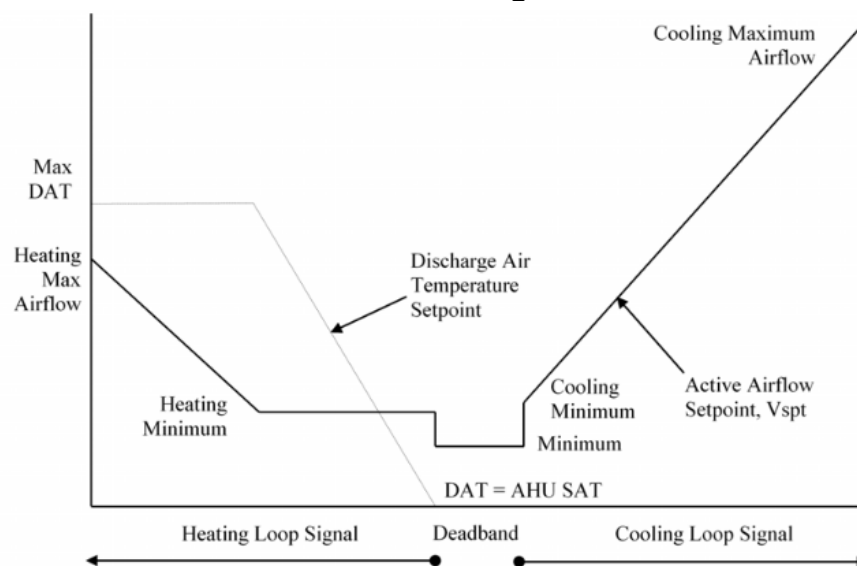 Cooling Maximum
Airflow
Max
DAT
Heating
Max
Airflow
Discharge Air
Temperature
Setpoint
Heating
Minimum
Cooling
Minimum
Active Airflow
Setpoint, Vspt
Minimum
DAT = AHU SAT
Heating Loop Signal
Deadband
Cooling Loop Signal